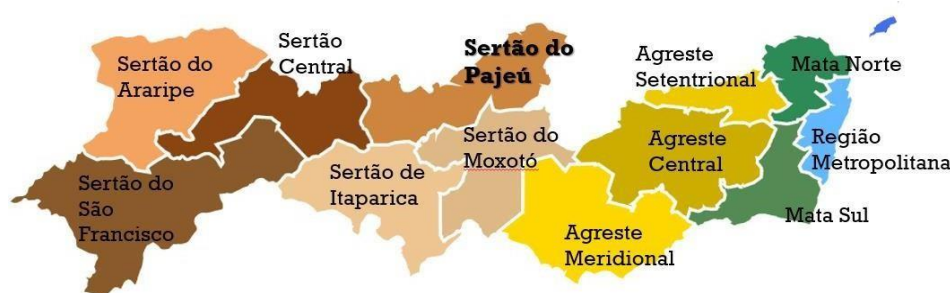 Sertão do
Araripe
Sertão
Central
Sertão do
Pajeú
Agreste
Setentrional
Mata Norte
Sertão do
São
Francisco
Sertão de
Itaparica
Sertão do
Moxotó
Agreste
Central
Região
Metropolitana
Agreste
Meridional
Mata Sul